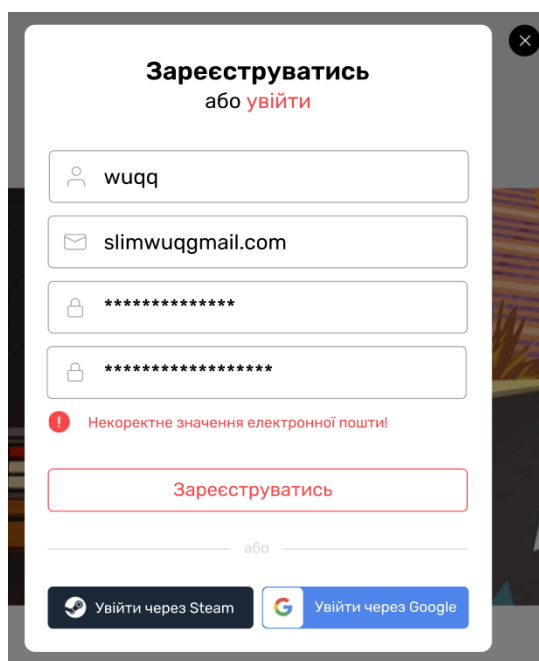 Зареєструватись
або увійти
wuqq
slimwuqgmail.com
**************
******************
Некоректне значення електронної пошти!
Зареєструватись
або
Увійти через Steam
Увійти через Google